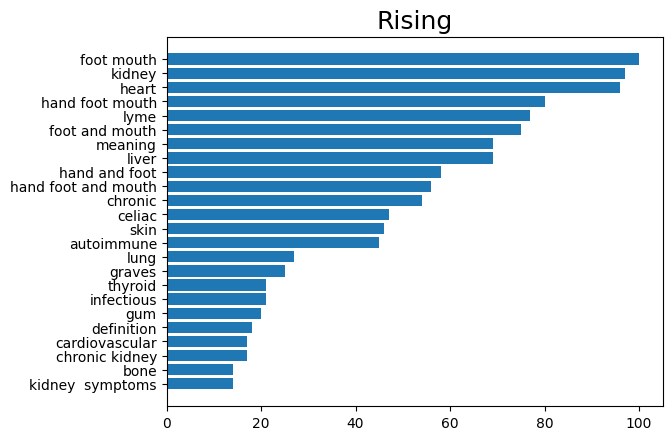 Rising
foot mouth
kidney
heart
hand foot mouth
lyme
foot and mouth
meaning
liver
hand and foot
hand foot and mouth
chronic
celiac
skin
autoimmune
lung
graves
thyroid
infectious
gum
definition
cardiovascular
chronic kidney
bone
kidney  symptoms
0 20 40 60 80 100